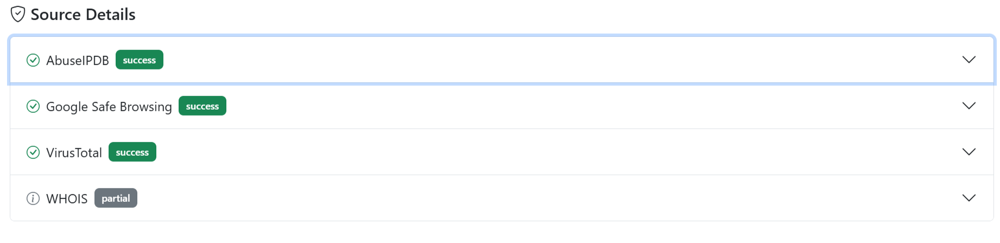 Source Details
AbuseIPDB success
Google Safe Browsing success
VirusTotal success
WHOIS partial